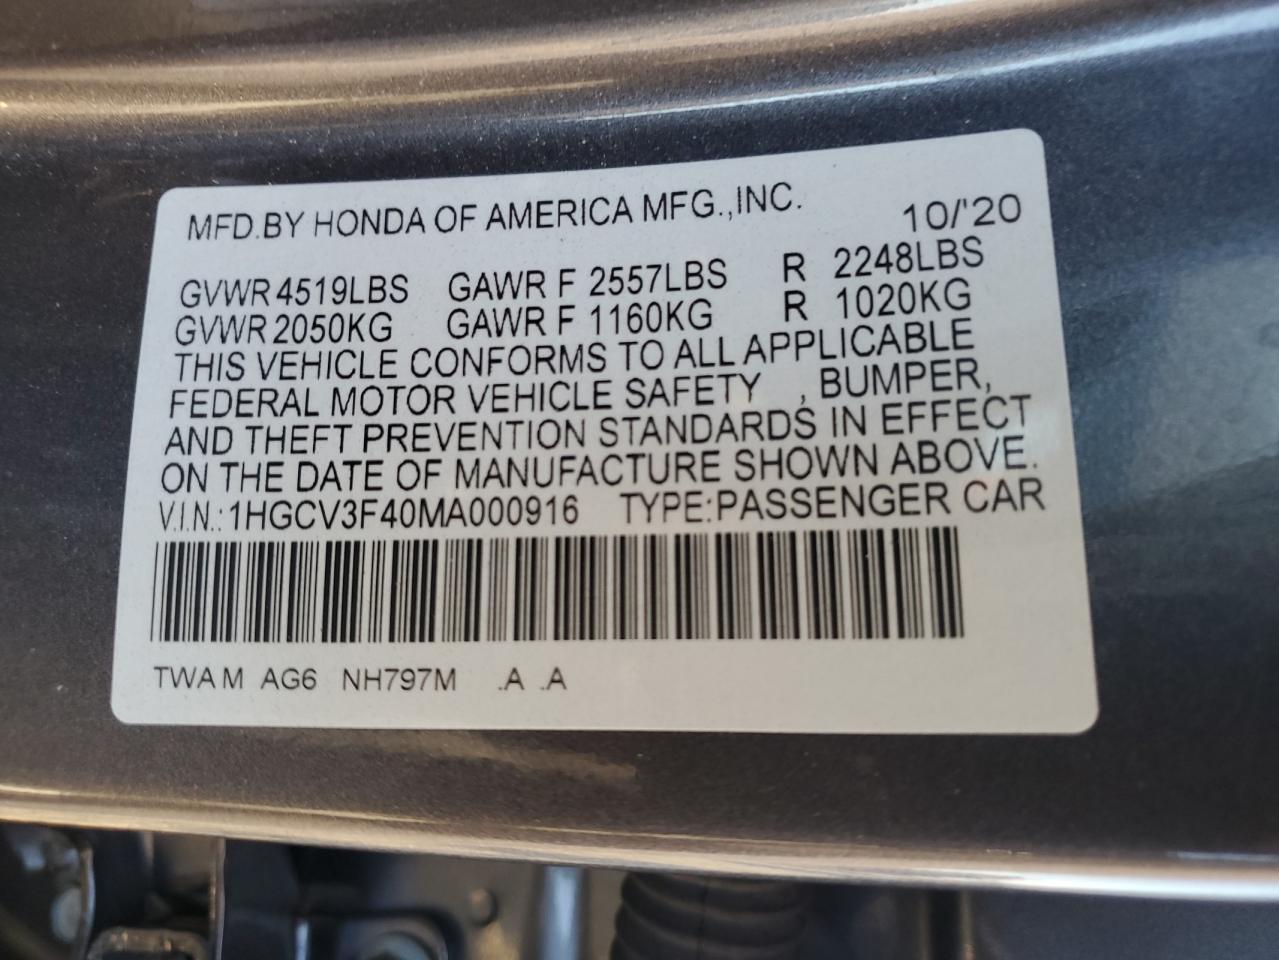 MFD.BY HONDA OF AMERICA MFG.,INC. 10/'20
GVWR 4519LBS GAWR F 2557LBS R 2248LBS
GVWR 2050KG GAWR F 1160KG R 1020KG
THIS VEHICLE CONFORMS TO ALL APPLICABLE
FEDERAL MOTOR VEHICLE SAFETY , BUMPER,
AND THEFT PREVENTION STANDARDS IN EFFECT
ON THE DATE OF MANUFACTURE SHOWN ABOVE.
V.I.N.:1HGCV3F40MA000916 TYPE:PASSENGER CAR
TWA M AG6 NH797M .A .A